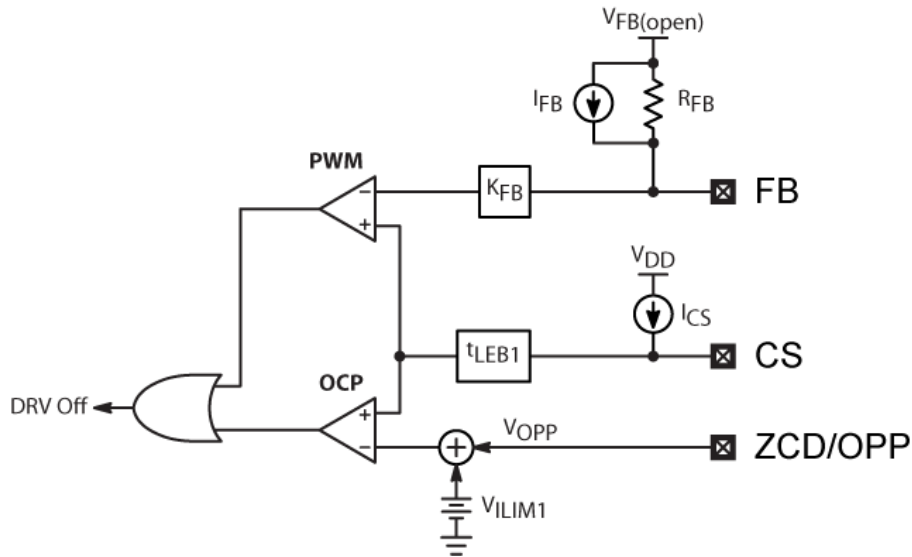 VFB(open)
IFB
RFB
PWM
−
KFB
FB
+
VDD
ICS
tLEB1
CS
OCP
+
DRV Off
−
+
VOPP
ZCD/OPP
VILIM1